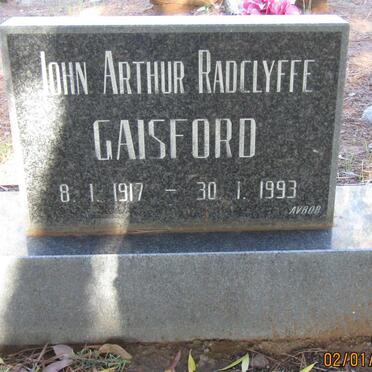 JOHN ARTHUR RADCLYFFE
GAISFORD
8. 1. 1917 – 30. 1. 1993
AVBOB
02/01/